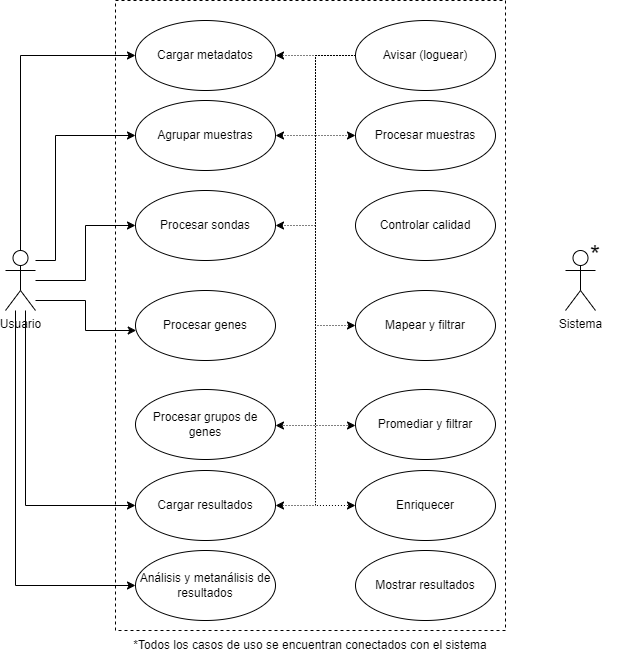 Cargar metadatos
Avisar (loguear)
Agrupar muestras
Procesar muestras
Procesar sondas
Controlar calidad
*
Usuario
Procesar genes
Mapear y filtrar
Sistema
Procesar grupos de
genes
Promediar y filtrar
Cargar resultados
Enriquecer
Análisis y metanálisis de
resultados
Mostrar resultados
*Todos los casos de uso se encuentran conectados con el sistema